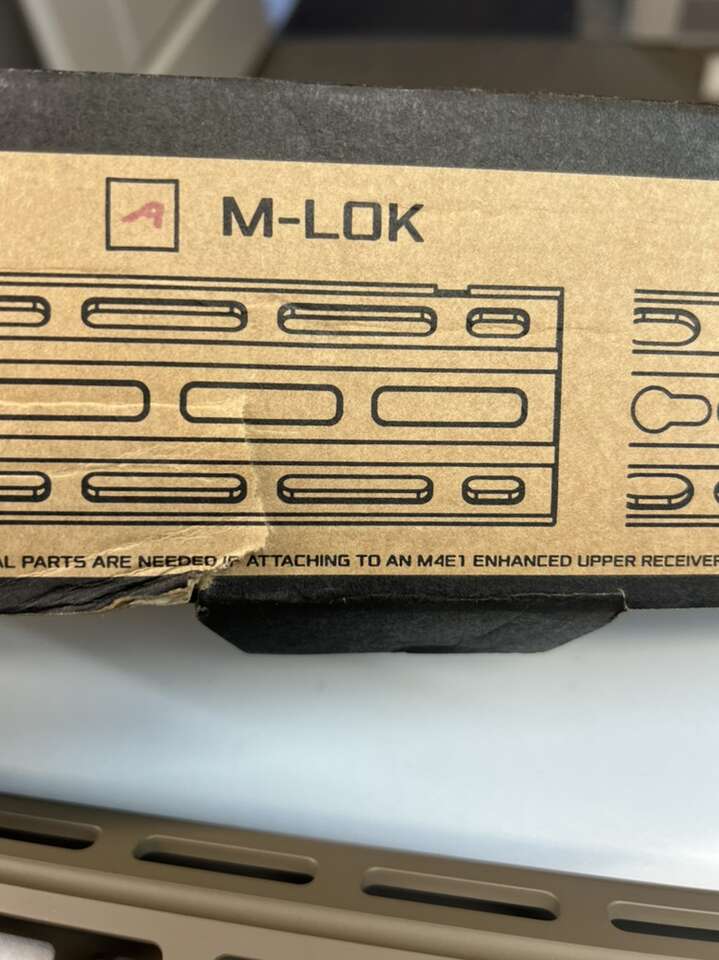 A M-LOK
AL PARTS ARE NEEDED IF ATTACHING TO AN M4E1 ENHANCED UPPER RECEIVER